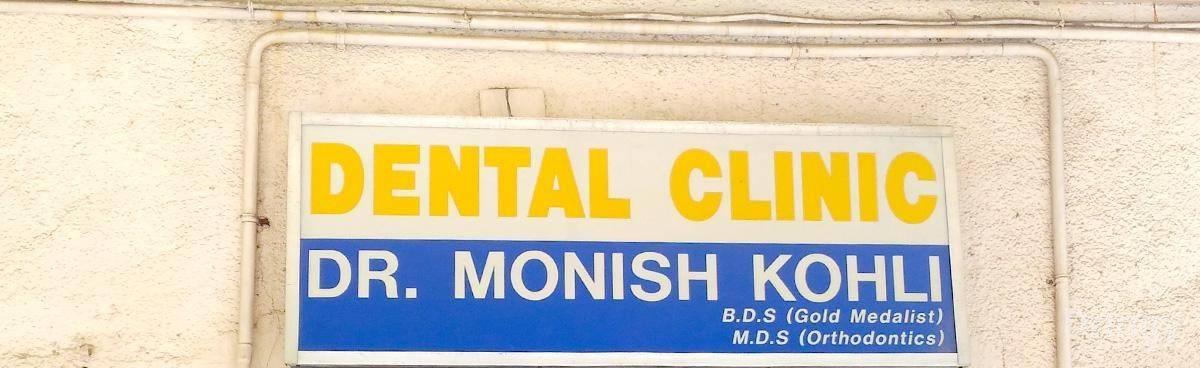 DENTAL CLINIC
DR. MONISH KOHLI
B.D.S (Gold Medalist)
M.D.S (Orthodontics)